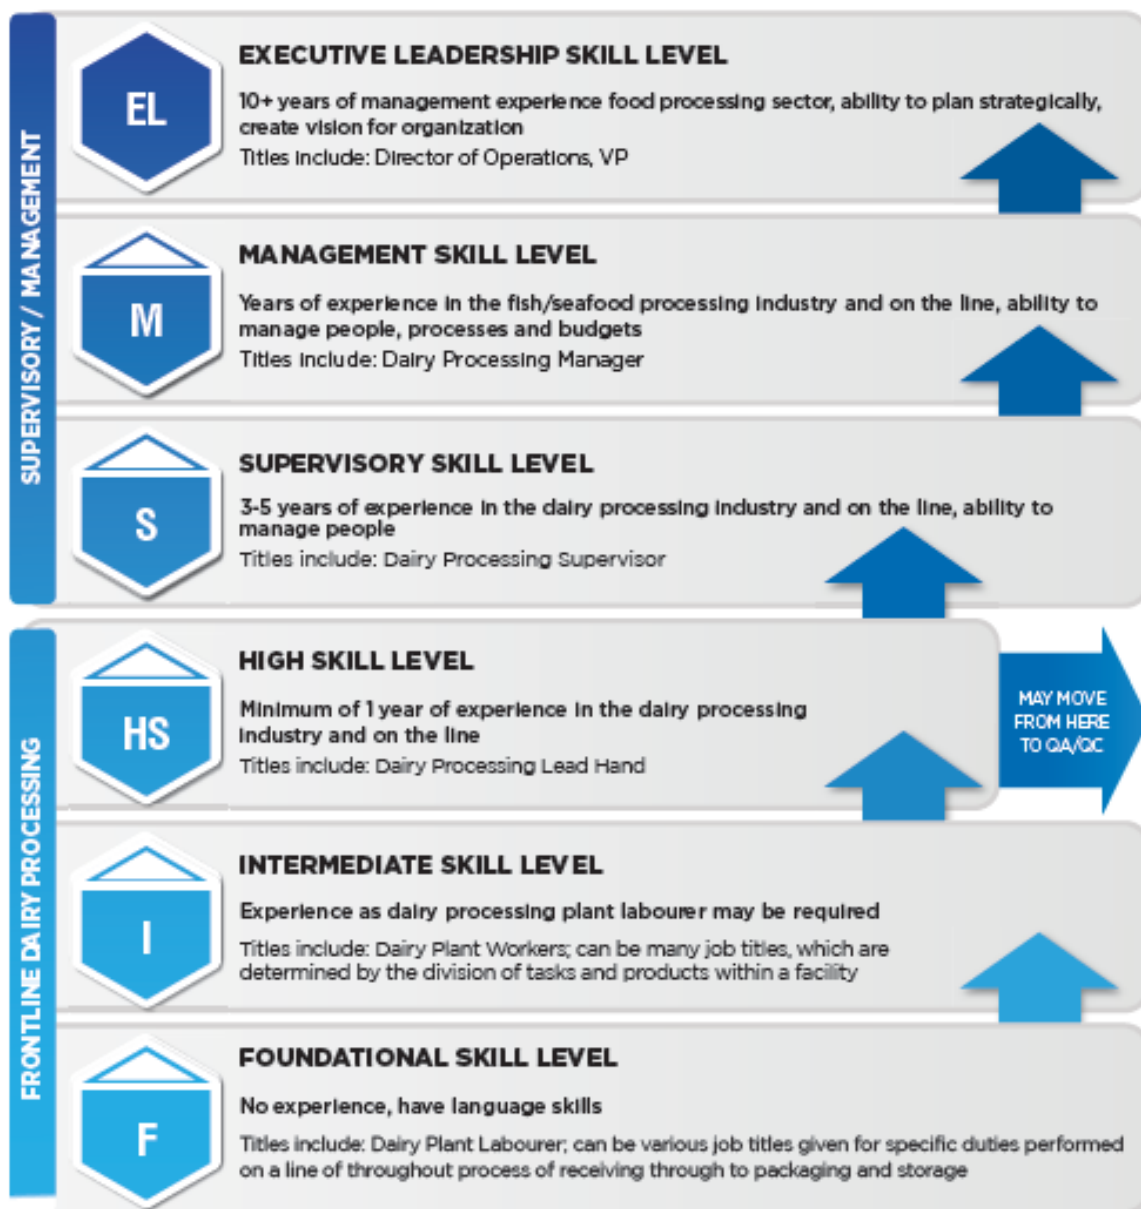 SUPERVISORY / MANAGEMENT
EL
EXECUTIVE LEADERSHIP SKILL LEVEL
10+ years of management experience food processing sector, ability to plan strategically,
create vision for organization
Titles include: Director of Operations, VP
M
MANAGEMENT SKILL LEVEL
Years of experience in the fish/seafood processing industry and on the line, ability to
manage people, processes and budgets
Titles include: Dairy Processing Manager
S
SUPERVISORY SKILL LEVEL
3-5 years of experience in the dairy processing industry and on the line, ability to
manage people
Titles include: Dairy Processing Supervisor
FRONTLINE DAIRY PROCESSING
HS
HIGH SKILL LEVEL
Minimum of 1 year of experience in the dairy processing
industry and on the line
Titles include: Dairy Processing Lead Hand
MAY MOVE
FROM HERE
TO QA/QC
I
INTERMEDIATE SKILL LEVEL
Experience as dairy processing plant labourer may be required
Titles include: Dairy Plant Workers; can be many job titles, which are
determined by the division of tasks and products within a facility
F
FOUNDATIONAL SKILL LEVEL
No experience, have language skills
Titles include: Dairy Plant Labourer; can be various job titles given for specific duties performed
on a line of throughout process of receiving through to packaging and storage